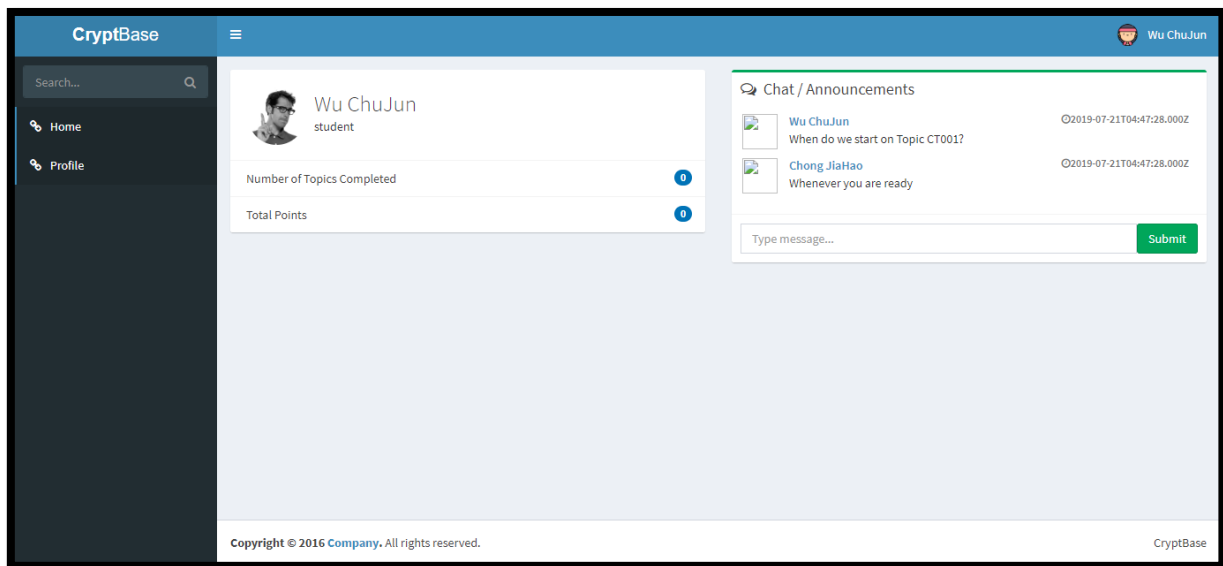 CryptBase
Wu ChuJun
Search...
Home
Profile
Wu ChuJun
student
Number of Topics Completed 0
Total Points 0
Chat / Announcements
Wu ChuJun 2019-07-21T04:47:28.000Z
When do we start on Topic CT001?
Chong JiaHao 2019-07-21T04:47:28.000Z
Whenever you are ready
Type message... Submit
Copyright © 2016 Company. All rights reserved. CryptBase